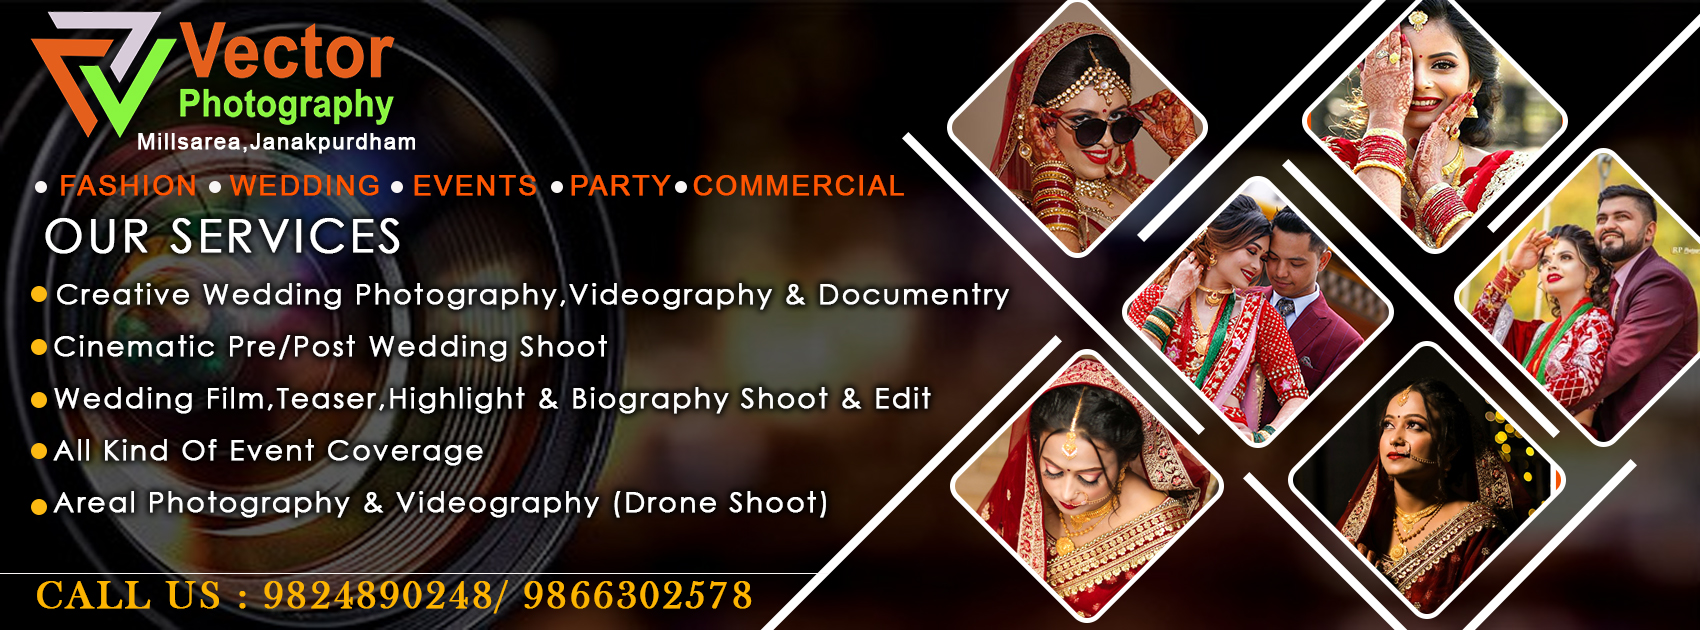 Vector
Photography
Millsarea,Janakpurdham
• FASHION • WEDDING • EVENTS • PARTY • COMMERCIAL
OUR SERVICES
• Creative Wedding Photography,Videography & Documentry
• Cinematic Pre/Post Wedding Shoot
• Wedding Film,Teaser,Highlight & Biography Shoot & Edit
• All Kind Of Event Coverage
• Areal Photography & Videography (Drone Shoot)
CALL US : 9824890248/ 9866302578